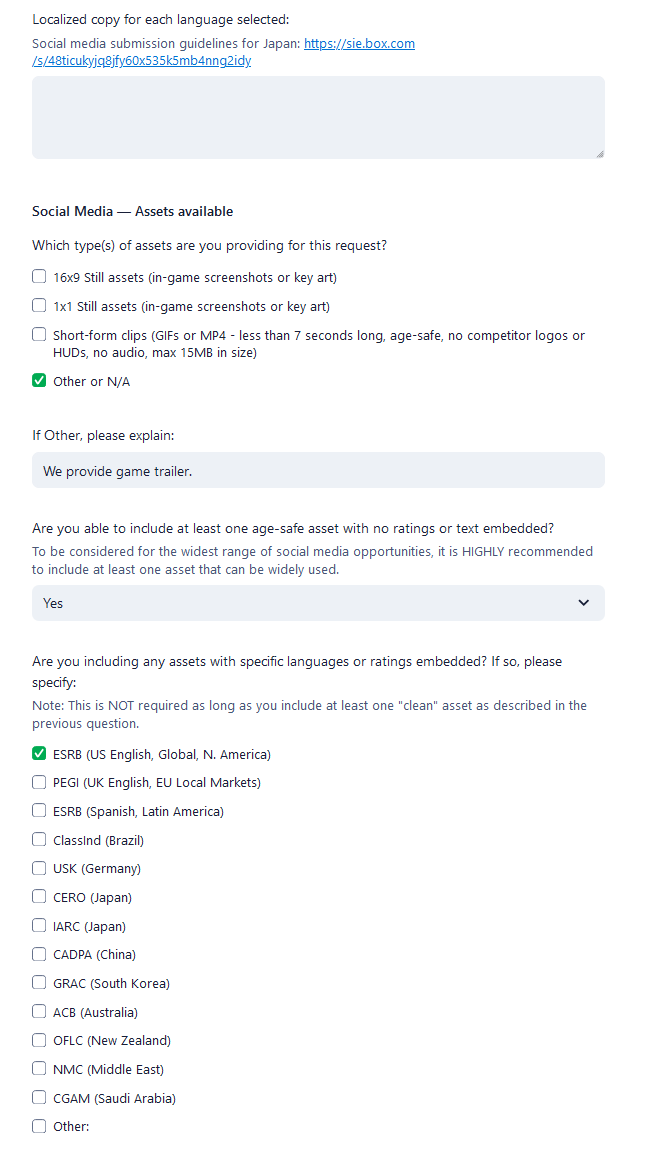 Localized copy for each language selected:
Social media submission guidelines for Japan: https://sie.box.com
/s/48ticukyjq8jfy60x535k5mb4nng2idy
Social Media — Assets available
Which type(s) of assets are you providing for this request?
16x9 Still assets (in-game screenshots or key art)
1x1 Still assets (in-game screenshots or key art)
Short-form clips (GIFs or MP4 - less than 7 seconds long, age-safe, no competitor logos or
HUDs, no audio, max 15MB in size)
Other or N/A
If Other, please explain:
We provide game trailer.
Are you able to include at least one age-safe asset with no ratings or text embedded?
To be considered for the widest range of social media opportunities, it is HIGHLY recommended
to include at least one asset that can be widely used.
Yes
Are you including any assets with specific languages or ratings embedded? If so, please
specify:
Note: This is NOT required as long as you include at least one "clean" asset as described in the
previous question.
ESRB (US English, Global, N. America)
PEGI (UK English, EU Local Markets)
ESRB (Spanish, Latin America)
ClassInd (Brazil)
USK (Germany)
CERO (Japan)
IARC (Japan)
CADPA (China)
GRAC (South Korea)
ACB (Australia)
OFLC (New Zealand)
NMC (Middle East)
CGAM (Saudi Arabia)
Other: